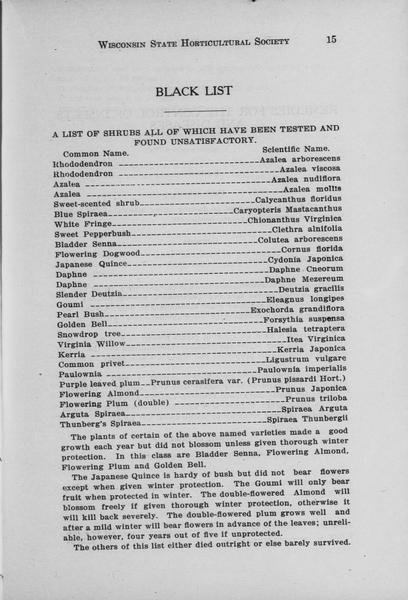 WISCONSIN STATE HORTICULTURAL SOCIETY 15
BLACK LIST
A LIST OF SHRUBS ALL OF WHICH HAVE BEEN TESTED AND
FOUND UNSATISFACTORY.
Common Name. Scientific Name.
Rhododendron ------------------------Azalea arborescens
Rhododendron ------------------------Azalea viscosa
Azalea ------------------------Azalea nudiflora
Azalea ------------------------Azalea mollis
Sweet-scented shrub------------------------Calycanthus floridus
Blue Spiraea------------------------Caryopteris Mastacanthus
White Fringe------------------------Chionanthus Virginica
Sweet Pepperbush------------------------Clethra alnifolia
Bladder Senna------------------------Colutea arborescens
Flowering Dogwood------------------------Cornus florida
Japanese Quince------------------------Cydonia Japonica
Daphne ------------------------Daphne Cneorum
Daphne ------------------------Daphne Mezereum
Slender Deutzia------------------------Deutzia gracilis
Goumi ------------------------Eleagnus longipes
Pearl Bush------------------------Exochorda grandiflora
Golden Bell------------------------Forsythia suspensa
Snowdrop tree------------------------Halesia tetraptera
Virginia Willow------------------------Itea Virginica
Kerria ------------------------Kerria Japonica
Common privet------------------------Ligustrum vulgare
Paulownia ------------------------Paulownia imperialis
Purple leaved plum---Prunus cerasifera var. (Prunus pissardi Hort.)
Flowering Almond------------------------Prunus Japonica
Flowering Plum (double) ------------------------Prunus triloba
Arguta Spiraea------------------------Spiraea Arguta
Thunberg's Spiraea------------------------Spiraea Thunbergii
The plants of certain of the above named varieties made a good
growth each year but did not blossom unless given thorough winter
protection. In this class are Bladder Senna, Flowering Almond,
Flowering Plum and Golden Bell.
The Japanese Quince is hardy of bush but did not bear flowers
except when given winter protection. The Goumi will only bear
fruit when protected in winter. The double-flowered Almond will
blossom freely if given thorough winter protection, otherwise it
will kill back severely. The double-flowered plum grows well and
after a mild winter will bear flowers in advance of the leaves; unreli-
able, however, four years out of five if unprotected.
The others of this list either died outright or else barely survived.